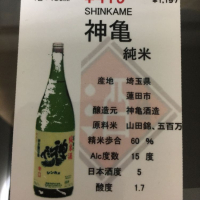 SHINKAME
神亀
純米
産地 埼玉県
蓮田市
醸造元 神亀酒造
原料米 山田錦、五百万
精米歩合 60 %
Alc度数 15 度
日本酒度 5
酸度 1.7